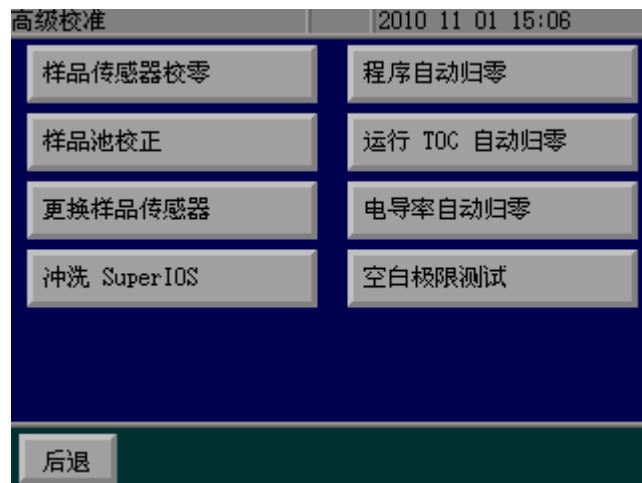 高级校准 2010 11 01 15:06
样品传感器校零 程序自动归零
样品池校正 运行 TOC 自动归零
更换样品传感器 电导率自动归零
冲洗 SuperIOS 空白极限测试
后退